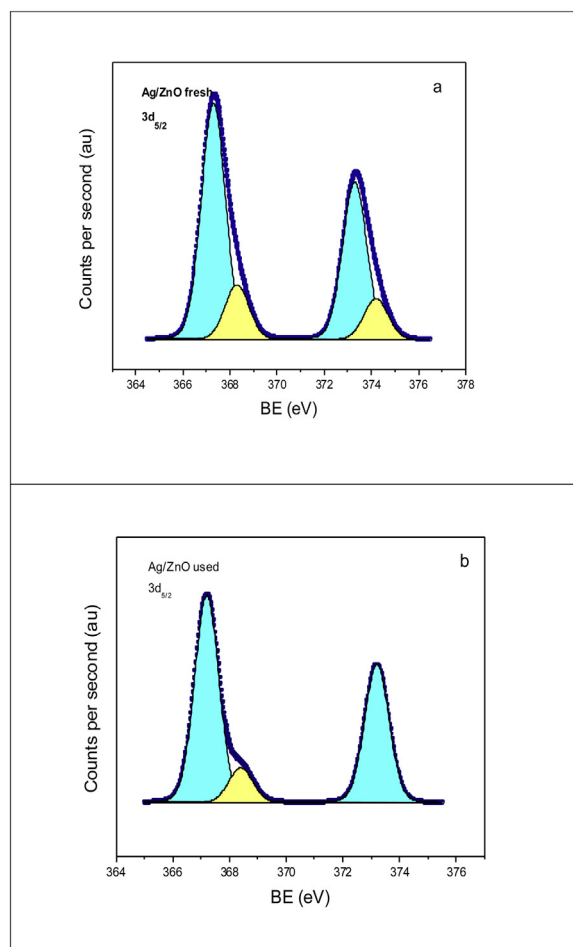 a
Ag/ZnO fresh
3d5/2
Counts per second (au)
364 366 368 370 372 374 376 378
BE (eV)
b
Ag/ZnO used
3d5/2
Counts per second (au)
364 366 368 370 372 374 376
BE (eV)